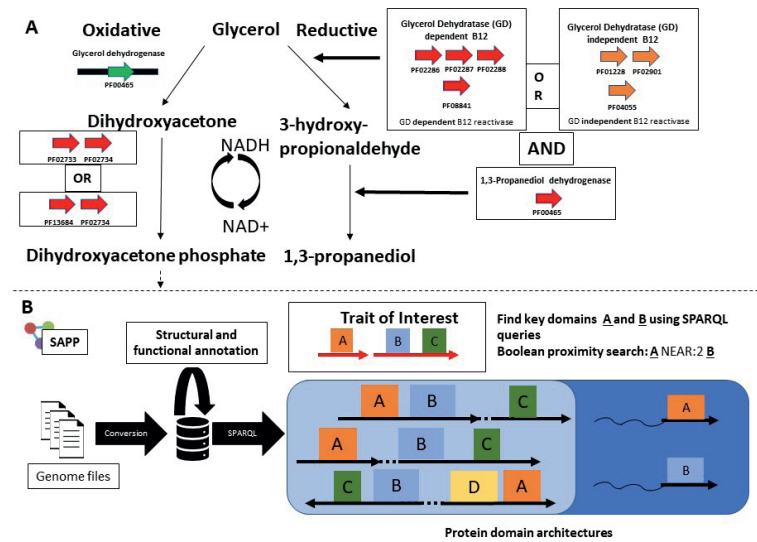 A
Oxidative
Glycerol
Reductive
Glycerol dehydrogenase
PF00465
Glycerol Dehydratase (GD)
dependent B12
PF02286 PF02287 PF02288
PF08841
GD dependent B12 reactivase
O
R
Glycerol Dehydratase (GD)
independent B12
PF01228 PF02901
PF04055
GD independent B12 reactivase
AND
1,3-Propanediol dehydrogenase
PF00465
Dihydroxyacetone
3-hydroxy-
propionaldehyde
PF02733 PF02734
OR
PF13684 PF02734
NADH
NAD+
Dihydroxyacetone phosphate
1,3-propanediol
B
SAPP
Structural and
functional annotation
Trait of Interest
A
B
C
Find key domains A and B using SPARQL
queries
Boolean proximity search: A NEAR:2 B
Conversion
SPARQL
Genome files
A B C
A B C
C B D A
A
B
Protein domain architectures